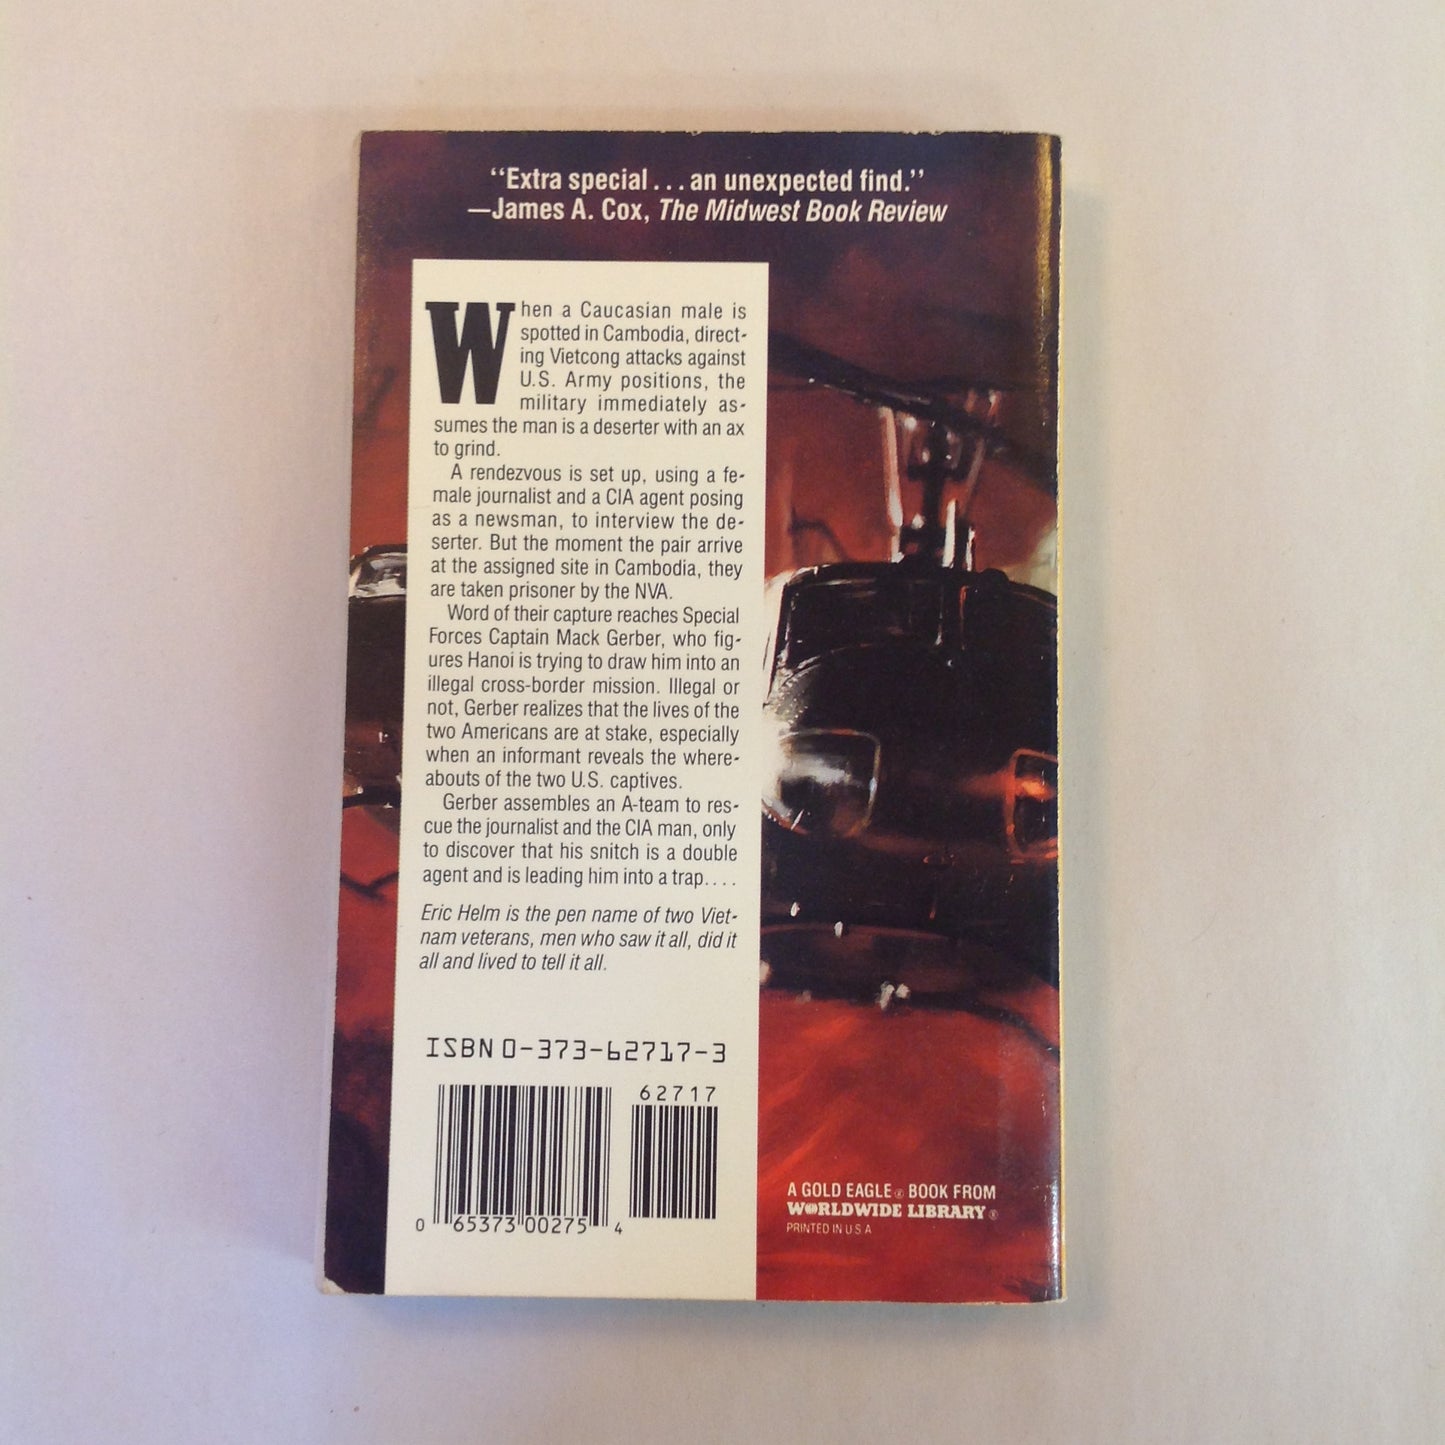 “Extra special . . . an unexpected find.”
—James A. Cox, The Midwest Book Review
When a Caucasian male is
spotted in Cambodia, direct-
ing Vietcong attacks against
U.S. Army positions, the
military immediately as-
sumes the man is a deserter with an ax
to grind.
A rendezvous is set up, using a fe-
male journalist and a CIA agent posing
as a newsman, to interview the de-
serter. But the moment the pair arrive
at the assigned site in Cambodia, they
are taken prisoner by the NVA.
Word of their capture reaches Special
Forces Captain Mack Gerber, who fig-
ures Hanoi is trying to draw him into an
illegal cross-border mission. Illegal or
not, Gerber realizes that the lives of the
two Americans are at stake, especially
when an informant reveals the where-
abouts of the two U.S. captives.
Gerber assembles an A-team to res-
cue the journalist and the CIA man, only
to discover that his snitch is a double
agent and is leading him into a trap. . . .
Eric Helm is the pen name of two Viet-
nam veterans, men who saw it all, did it
all and lived to tell it all.
ISBN 0-373-62717-3
62717
0 65373 00275 4
A GOLD EAGLE® BOOK FROM
WORLDWIDE LIBRARY®
PRINTED IN U S A